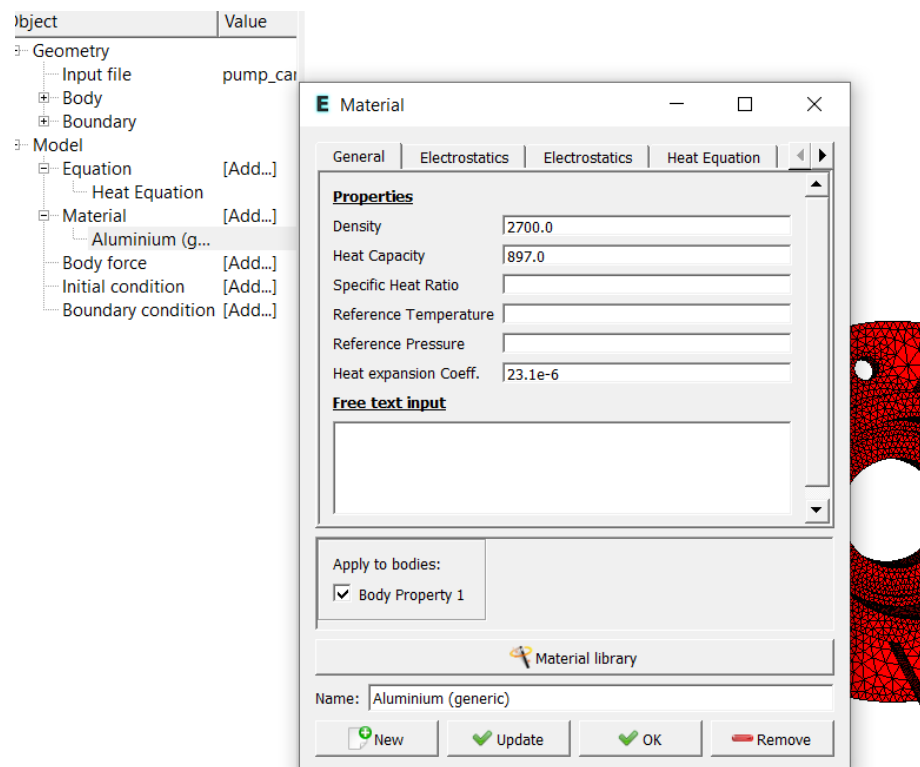 Object Value
Geometry
Input file pump_car
Body
Boundary
Model
Equation [Add...]
Heat Equation
Material [Add...]
Aluminium (g...
Body force [Add...]
Initial condition [Add...]
Boundary condition [Add...]
E Material
General Electrostatics Electrostatics Heat Equation
Properties
Density 2700.0
Heat Capacity 897.0
Specific Heat Ratio
Reference Temperature
Reference Pressure
Heat expansion Coeff. 23.1e-6
Free text input
Apply to bodies:
Body Property 1
Material library
Name: Aluminium (generic)
New Update OK Remove